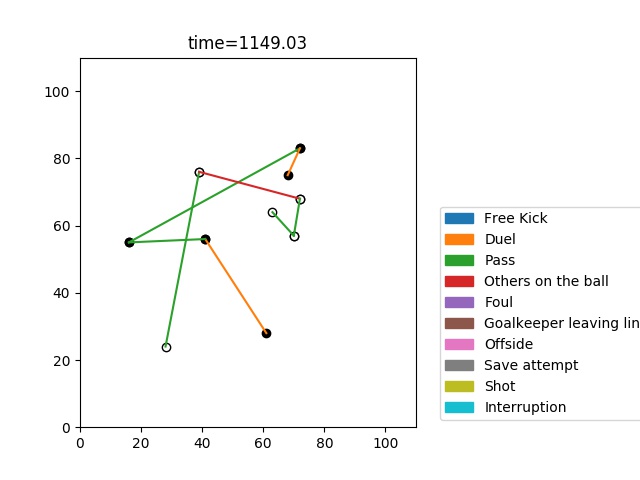 time=1149.03
100
80
60
40
20
0
0 20 40 60 80 100
Free Kick
Duel
Pass
Others on the ball
Foul
Goalkeeper leaving lin
Offside
Save attempt
Shot
Interruption